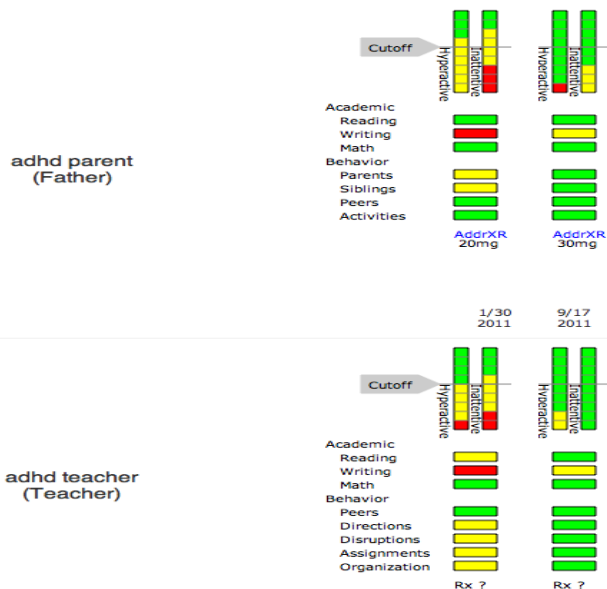 Cutoff
Hyperactive
Inattentive
Hyperactive
Inattentive
Academic
Reading
Writing
Math
Behavior
Parents
Siblings
Peers
Activities
adhd parent
(Father)
AddrXR
20mg
AddrXR
30mg
1/30
2011
9/17
2011
Cutoff
Hyperactive
Inattentive
Hyperactive
Inattentive
Academic
Reading
Writing
Math
Behavior
Peers
Directions
Disruptions
Assignments
Organization
adhd teacher
(Teacher)
Rx ?
Rx ?